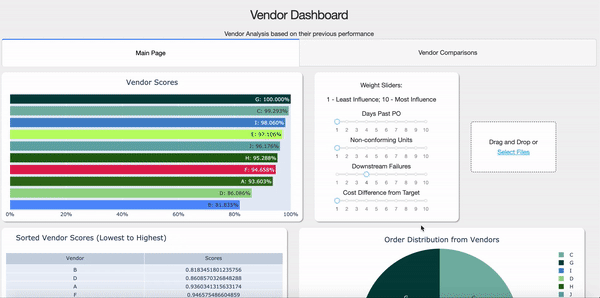 Vendor Dashboard
Vendor Analysis based on their previous performance
Main Page
Vendor Comparisons
Vendor Scores
G: 100.000%
C: 99.293%
I: 98.060%
E: 97.106%
J: 96.176%
H: 95.288%
F: 94.658%
A: 93.603%
D: 86.086%
B: 81.835%
0% 20% 40% 60% 80% 100%
Weight Sliders:
1 - Least Influence; 10 - Most Influence
Days Past PO
1 2 3 4 5 6 7 8 9 10
Non-conforming Units
1 2 3 4 5 6 7 8 9 10
Downstream Failures
1 2 3 4 5 6 7 8 9 10
Cost Difference from Target
1 2 3 4 5 6 7 8 9 10
Drag and Drop or
Select Files
Sorted Vendor Scores (Lowest to Highest)
Vendor Scores
B 0.8183451801235756
D 0.8608570326848288
A 0.9360341315633174
F 0.946575486604859
Order Distribution from Vendors
C
G
I
D
H
J